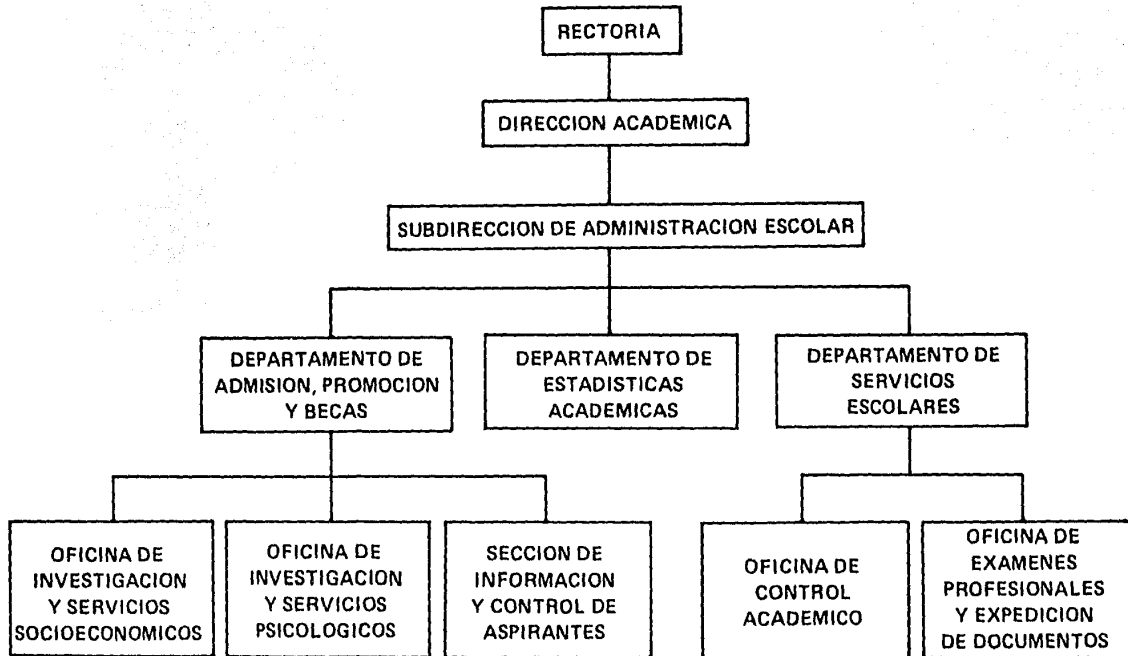 RECTORIA
DIRECCION ACADEMICA
SUBDIRECCION DE ADMINISTRACION ESCOLAR
DEPARTAMENTO DE
ADMISION, PROMOCION
Y BECAS
DEPARTAMENTO DE
ESTADISTICAS
ACADEMICAS
DEPARTAMENTO DE
SERVICIOS
ESCOLARES
OFICINA DE
INVESTIGACION
Y SERVICIOS
SOCIOECONOMICOS
OFICINA DE
INVESTIGACION
Y SERVICIOS
PSICOLOGICOS
SECCION DE
INFORMACION
Y CONTROL DE
ASPIRANTES
OFICINA DE
CONTROL
ACADEMICO
OFICINA DE
EXAMENES
PROFESIONALES
Y EXPEDICION
DE DOCUMENTOS